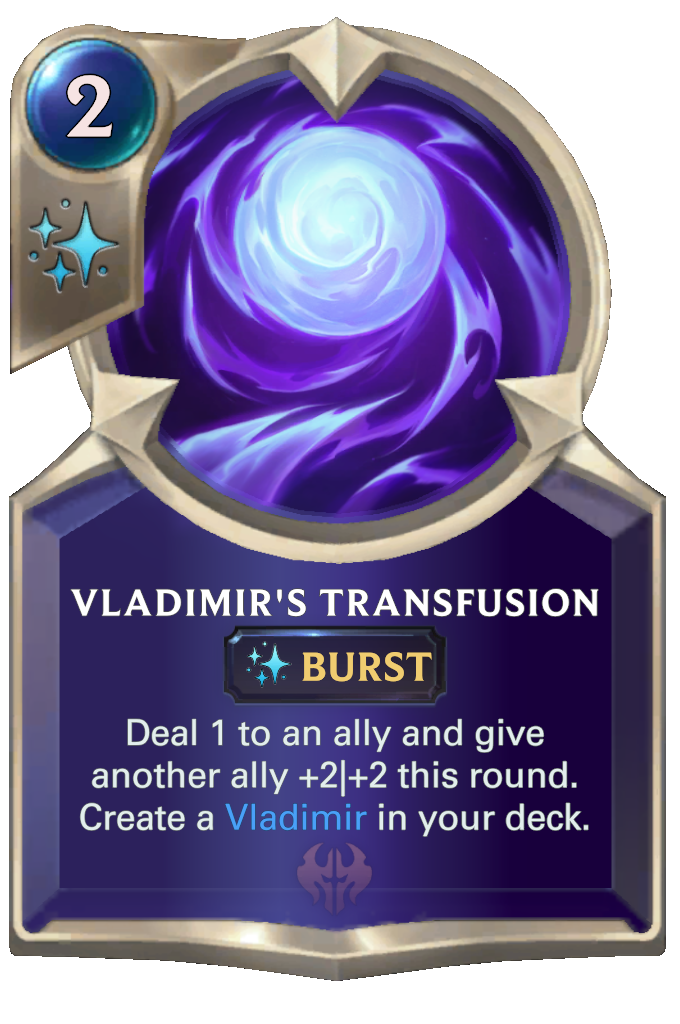 2
VLADIMIR'S TRANSFUSION
BURST
Deal 1 to an ally and give
another ally +2|+2 this round.
Create a Vladimir in your deck.